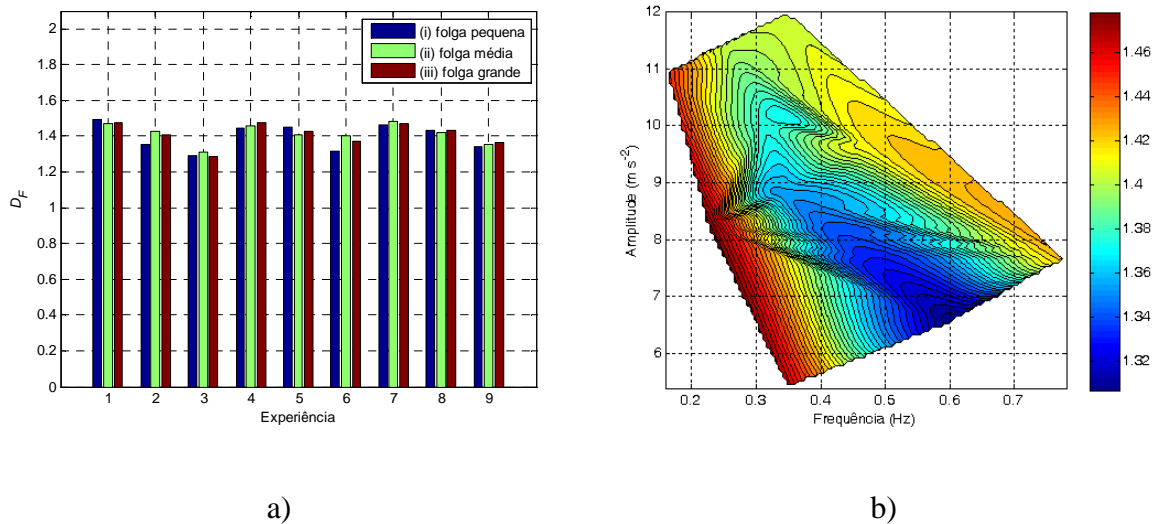 2
1.8
1.6
1.4
1.2
1
0.8
0.6
0.4
0.2
0
D_F
(i) folga pequena
(ii) folga média
(iii) folga grande
1 2 3 4 5 6 7 8 9
Experiência
12
11
10
9
8
7
6
Amplitude (m s⁻²)
0.2 0.3 0.4 0.5 0.6 0.7
Frequência (Hz)
1.46
1.44
1.42
1.4
1.38
1.36
1.34
1.32
a)
b)